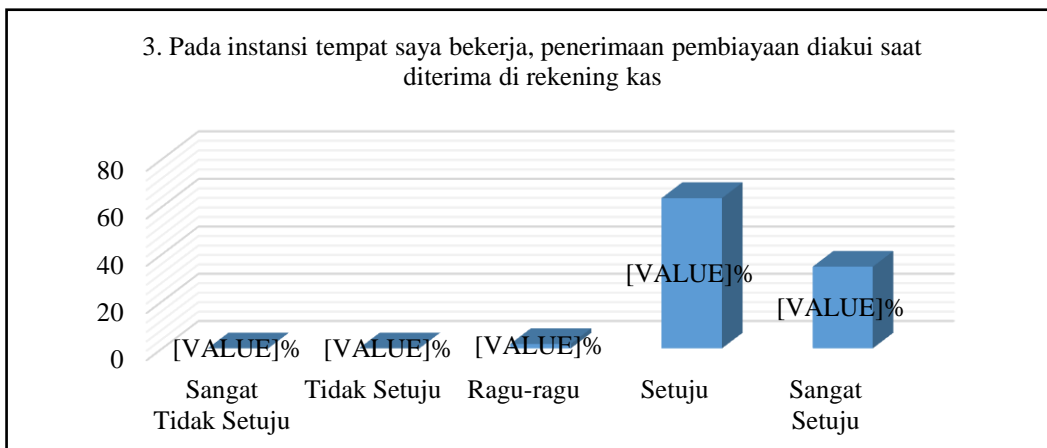 3. Pada instansi tempat saya bekerja, penerimaan pembiayaan diakui saat
diterima di rekening kas
80
60
40
20
0
[VALUE]%
[VALUE]%
[VALUE]%
[VALUE]%
[VALUE]%
Sangat
Tidak Setuju
Tidak Setuju
Ragu-ragu
Setuju
Sangat
Setuju